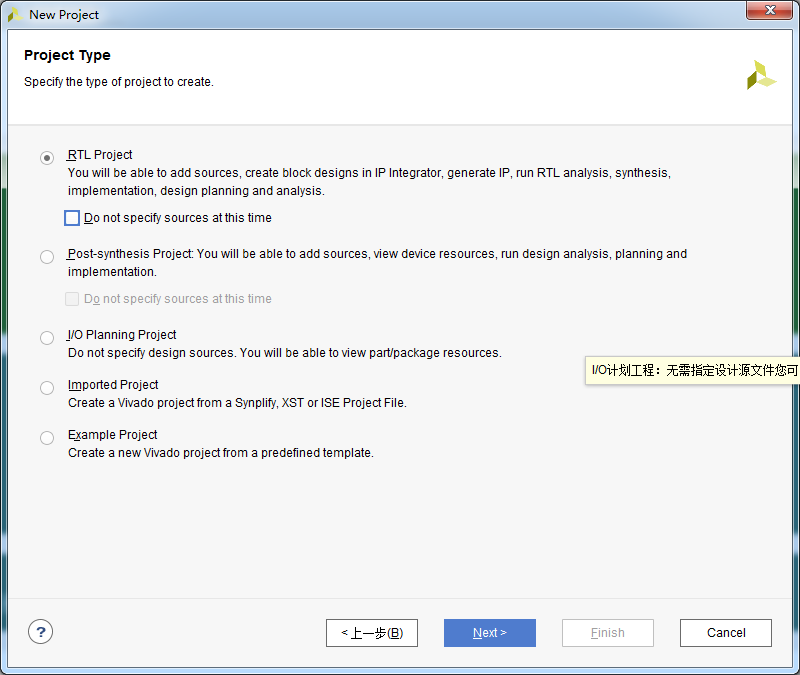 New Project
Project Type
Specify the type of project to create.
RTL Project
You will be able to add sources, create block designs in IP Integrator, generate IP, run RTL analysis, synthesis,
implementation, design planning and analysis.
Do not specify sources at this time
Post-synthesis Project: You will be able to add sources, view device resources, run design analysis, planning and
implementation.
Do not specify sources at this time
I/O Planning Project
Do not specify design sources. You will be able to view part/package resources.
I/O计划工程：无需指定设计源文件您可
Imported Project
Create a Vivado project from a Synplify, XST or ISE Project File.
Example Project
Create a new Vivado project from a predefined template.
?
< 上一步(B)
Next >
Finish
Cancel